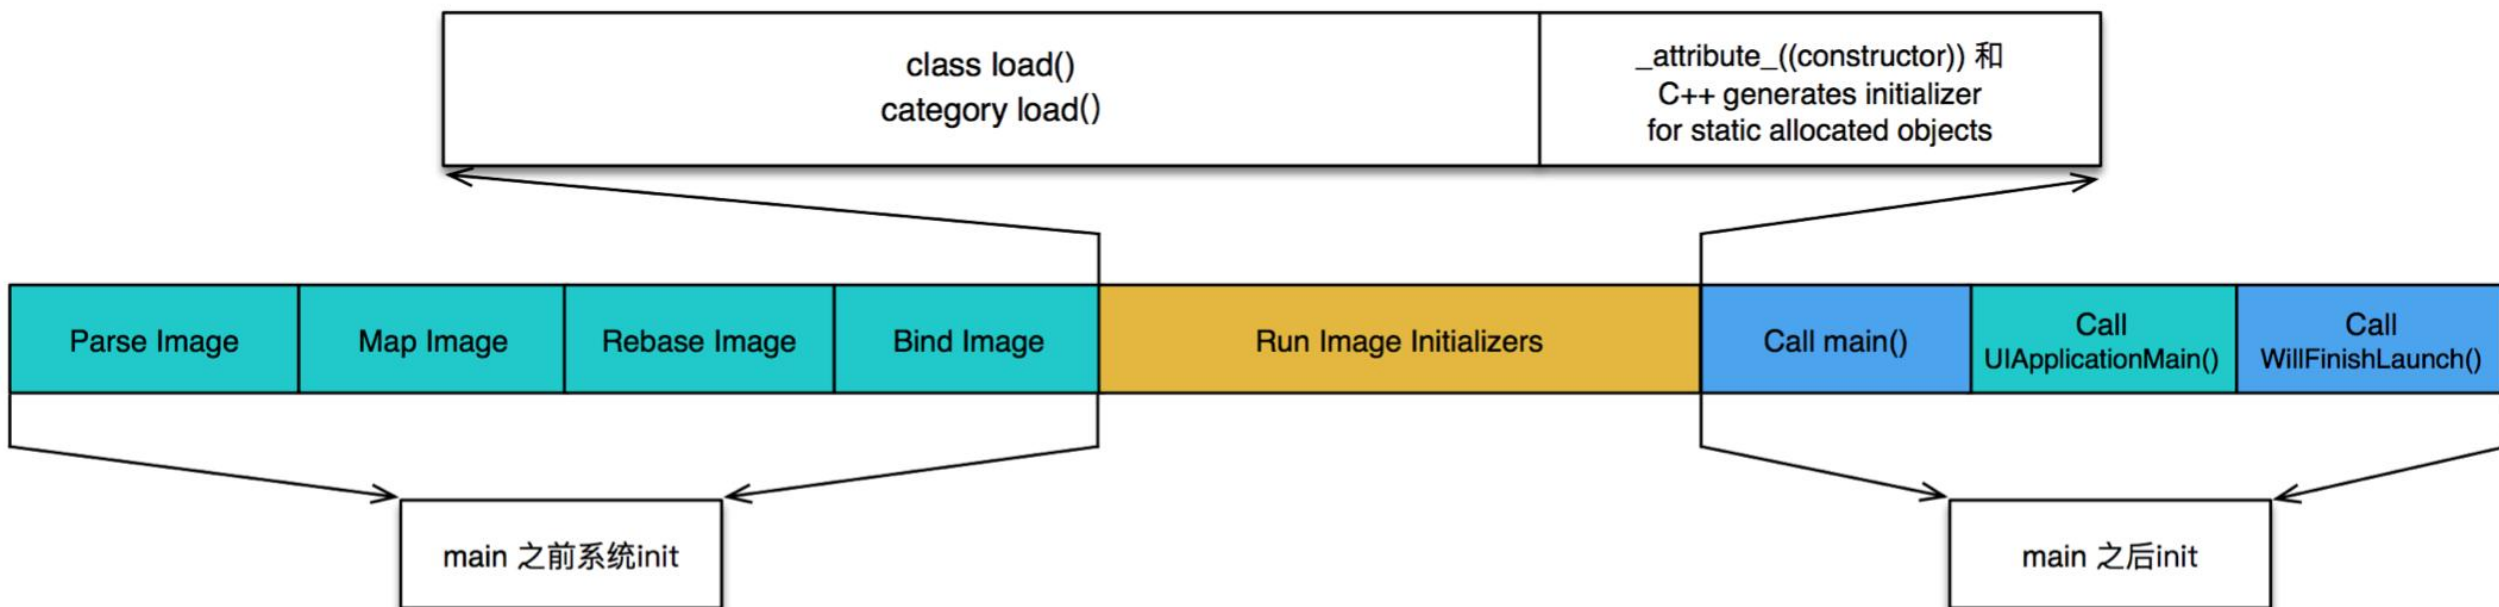 class load()
category load()
_attribute_((constructor)) 和
C++ generates initializer
for static allocated objects
Parse Image
Map Image
Rebase Image
Bind Image
Run Image Initializers
Call main()
Call
UIApplicationMain()
Call
WillFinishLaunch()
main 之前系统init
main 之后init